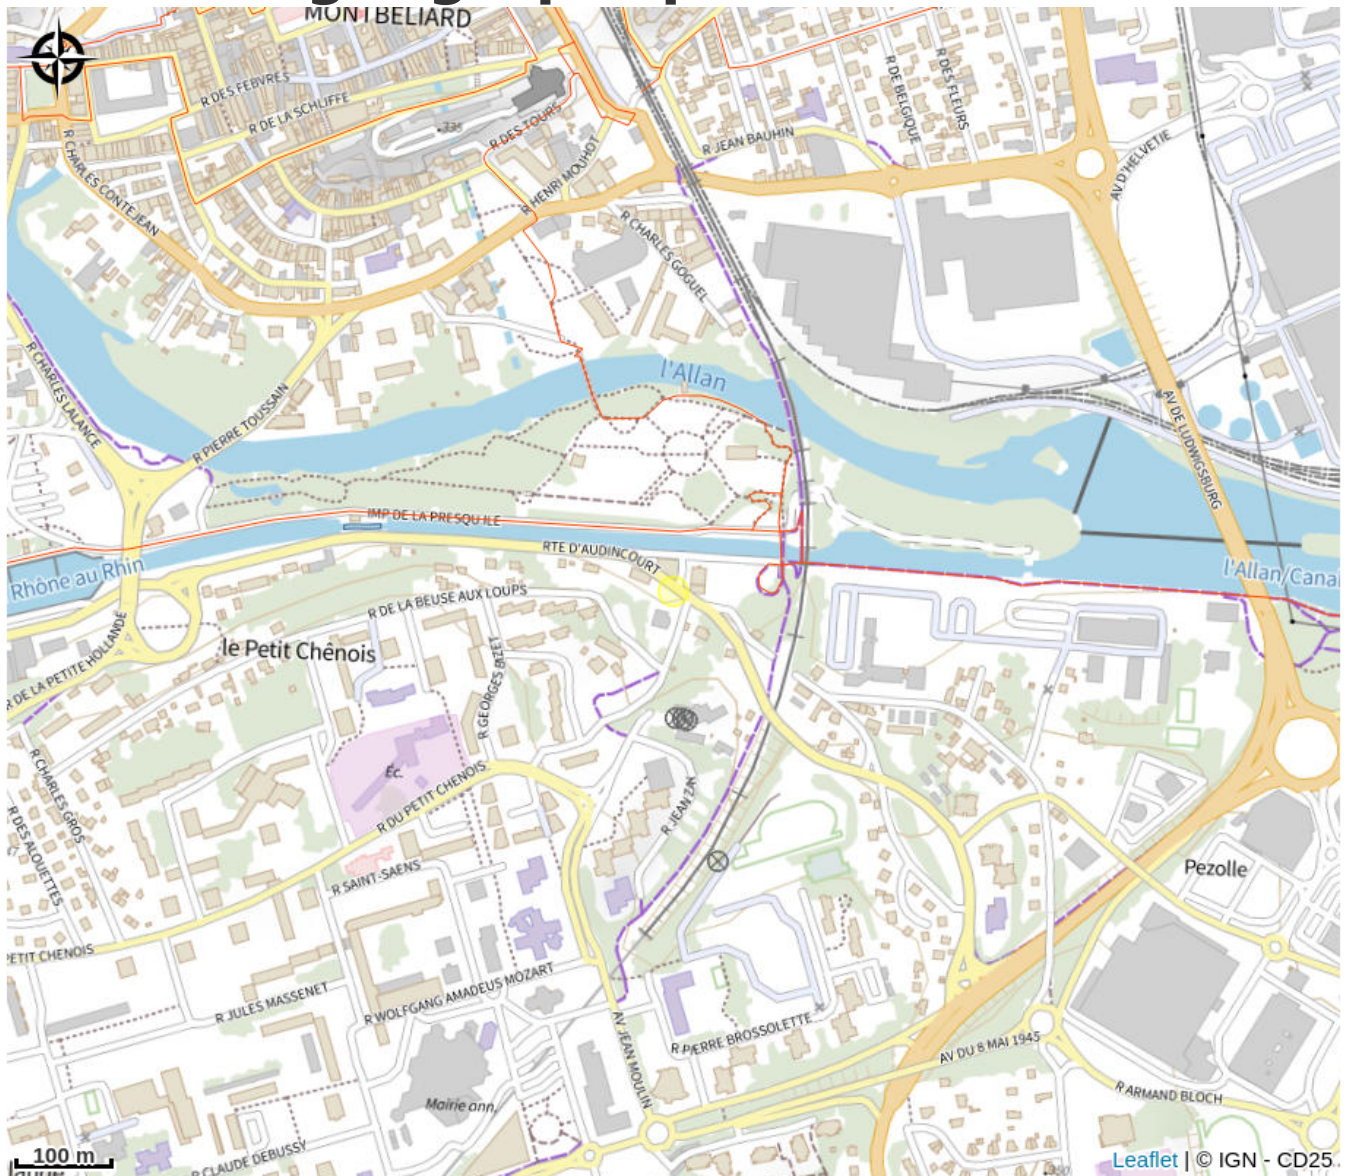 MONTBELIARD
R DES FEBVRES
R DE LA SCHLIFFE
.335
R DES TOURS
R HENRI MOUHOT
R CHARLES CONTEJEAN
R JEAN BAUHIN
R DE BELGIQUE
R DES FLEURS
AV D'HELVETIE
R CHARLES GOGUEL
l'Allan
R CHARLES LALANCE
R PIERRE TOUSSAIN
AV DE LUDWIGSBURG
IMP DE LA PRESQU ILE
RTE D'AUDINCOURT
Rhône au Rhin
l'Allan/Canal
R DE LA BEUSE AUX LOUPS
le Petit Chênois
R DE LA PETITE HOLLANDE
R GEORGES BIZET
R CHARLES GROS
R DES ALOUETTES
Éc.
R DU PETIT CHENOIS
R JEAN ZAY
R SAINT-SAENS
Pezolle
PETIT CHENOIS
R JULES MASSENET
R WOLFGANG AMADEUS MOZART
R PIERRE BROSSOLETTE
AV JEAN MOULIN
AV DU 8 MAI 1945
R ARMAND BLOCH
Mairie ann.
R CLAUDE DEBUSSY
100 m
Leaflet | © IGN - CD25